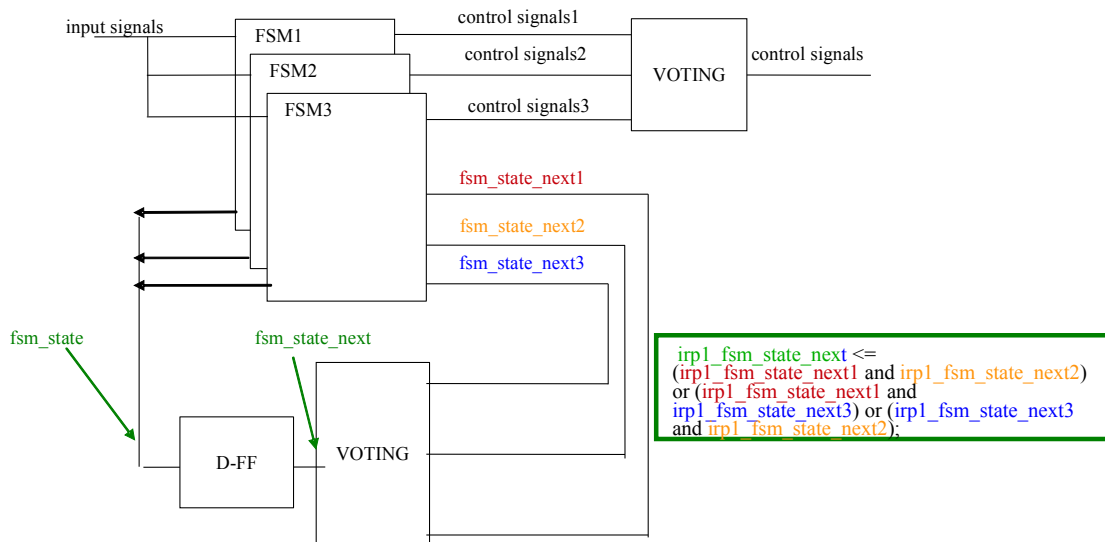 input signals
FSM1
control signals1
FSM2
control signals2
control signals
VOTING
FSM3
control signals3
fsm_state_next1
fsm_state_next2
fsm_state_next3
fsm_state
fsm_state_next
irp1_fsm_state_next <=
(irp1_fsm_state_next1 and irp1_fsm_state_next2)
or (irp1_fsm_state_next1 and
irp1_fsm_state_next3) or (irp1_fsm_state_next3
and irp1_fsm_state_next2);
D-FF
VOTING